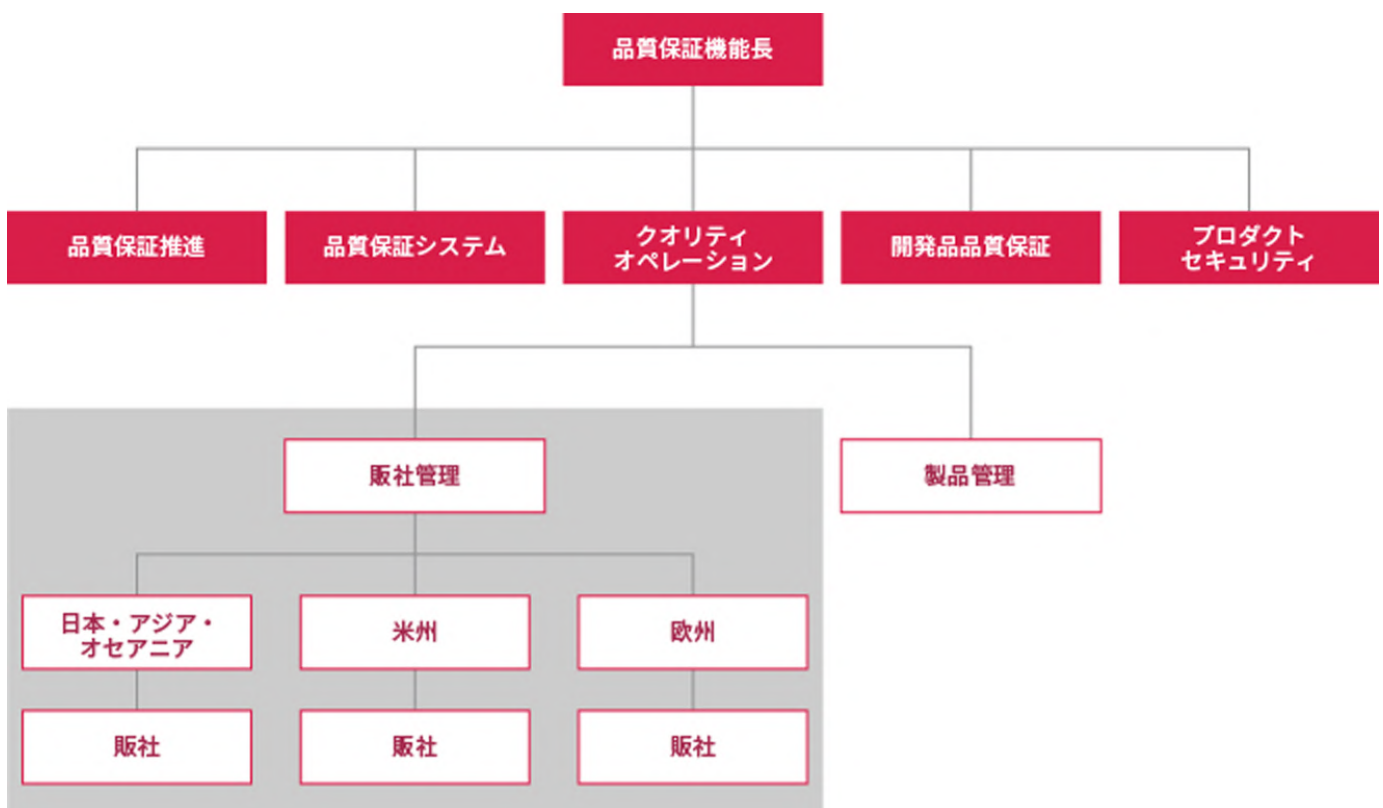 品質保証機能長
品質保証推進
品質保証システム
クオリティ
オペレーション
開発品品質保証
プロダクト
セキュリティ
販社管理
製品管理
日本・アジア・
オセアニア
米州
欧州
販社
販社
販社